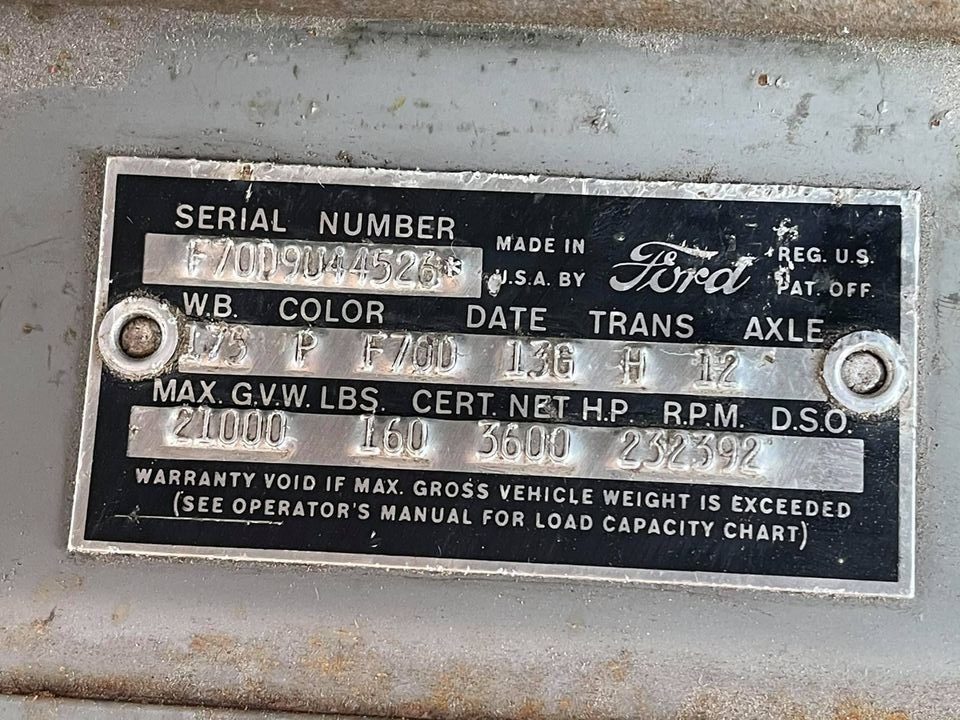 SERIAL NUMBER
F70D9U44526*
MADE IN
U.S.A. BY
Ford
REG. U.S.
PAT. OFF.
W.B. COLOR DATE TRANS AXLE
175 P F70D 13G H 12
MAX. G.V.W. LBS. CERT. NET H.P. R.P.M. D.S.O.
21000 160 3600 232392
WARRANTY VOID IF MAX. GROSS VEHICLE WEIGHT IS EXCEEDED
(SEE OPERATOR'S MANUAL FOR LOAD CAPACITY CHART)